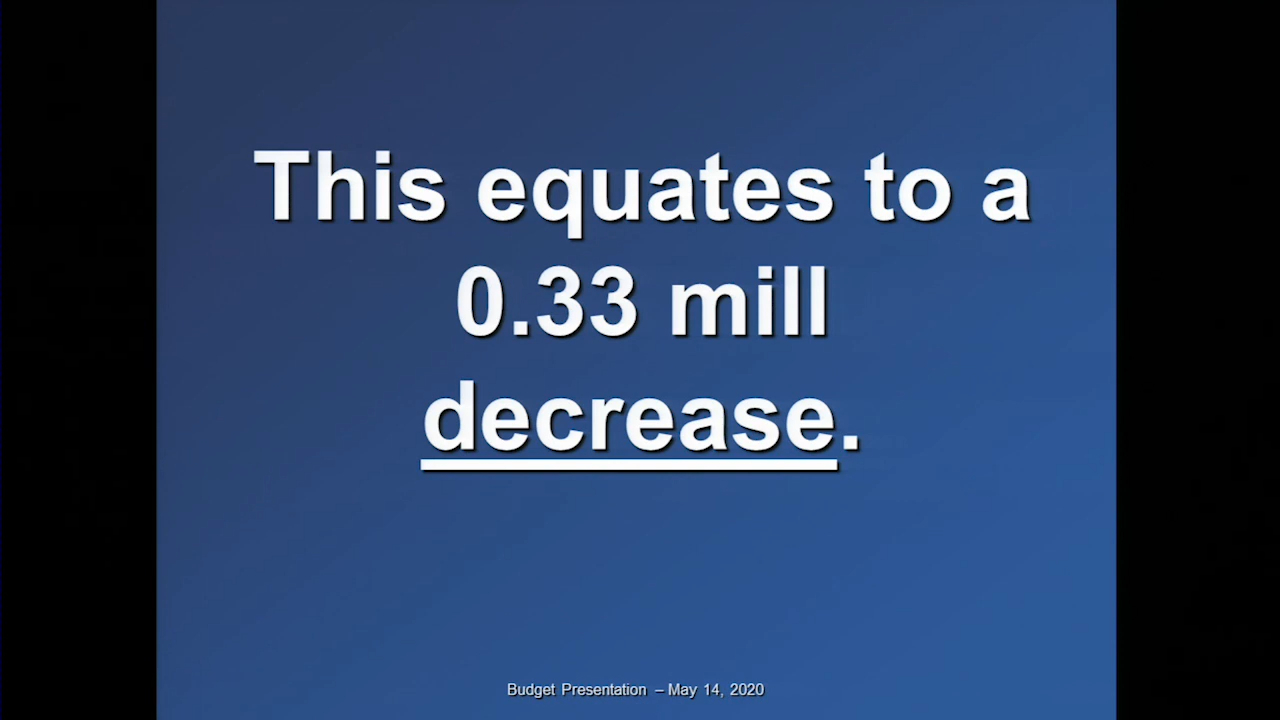 This equates to a
0.33 mill
decrease.
Budget Presentation – May 14, 2020